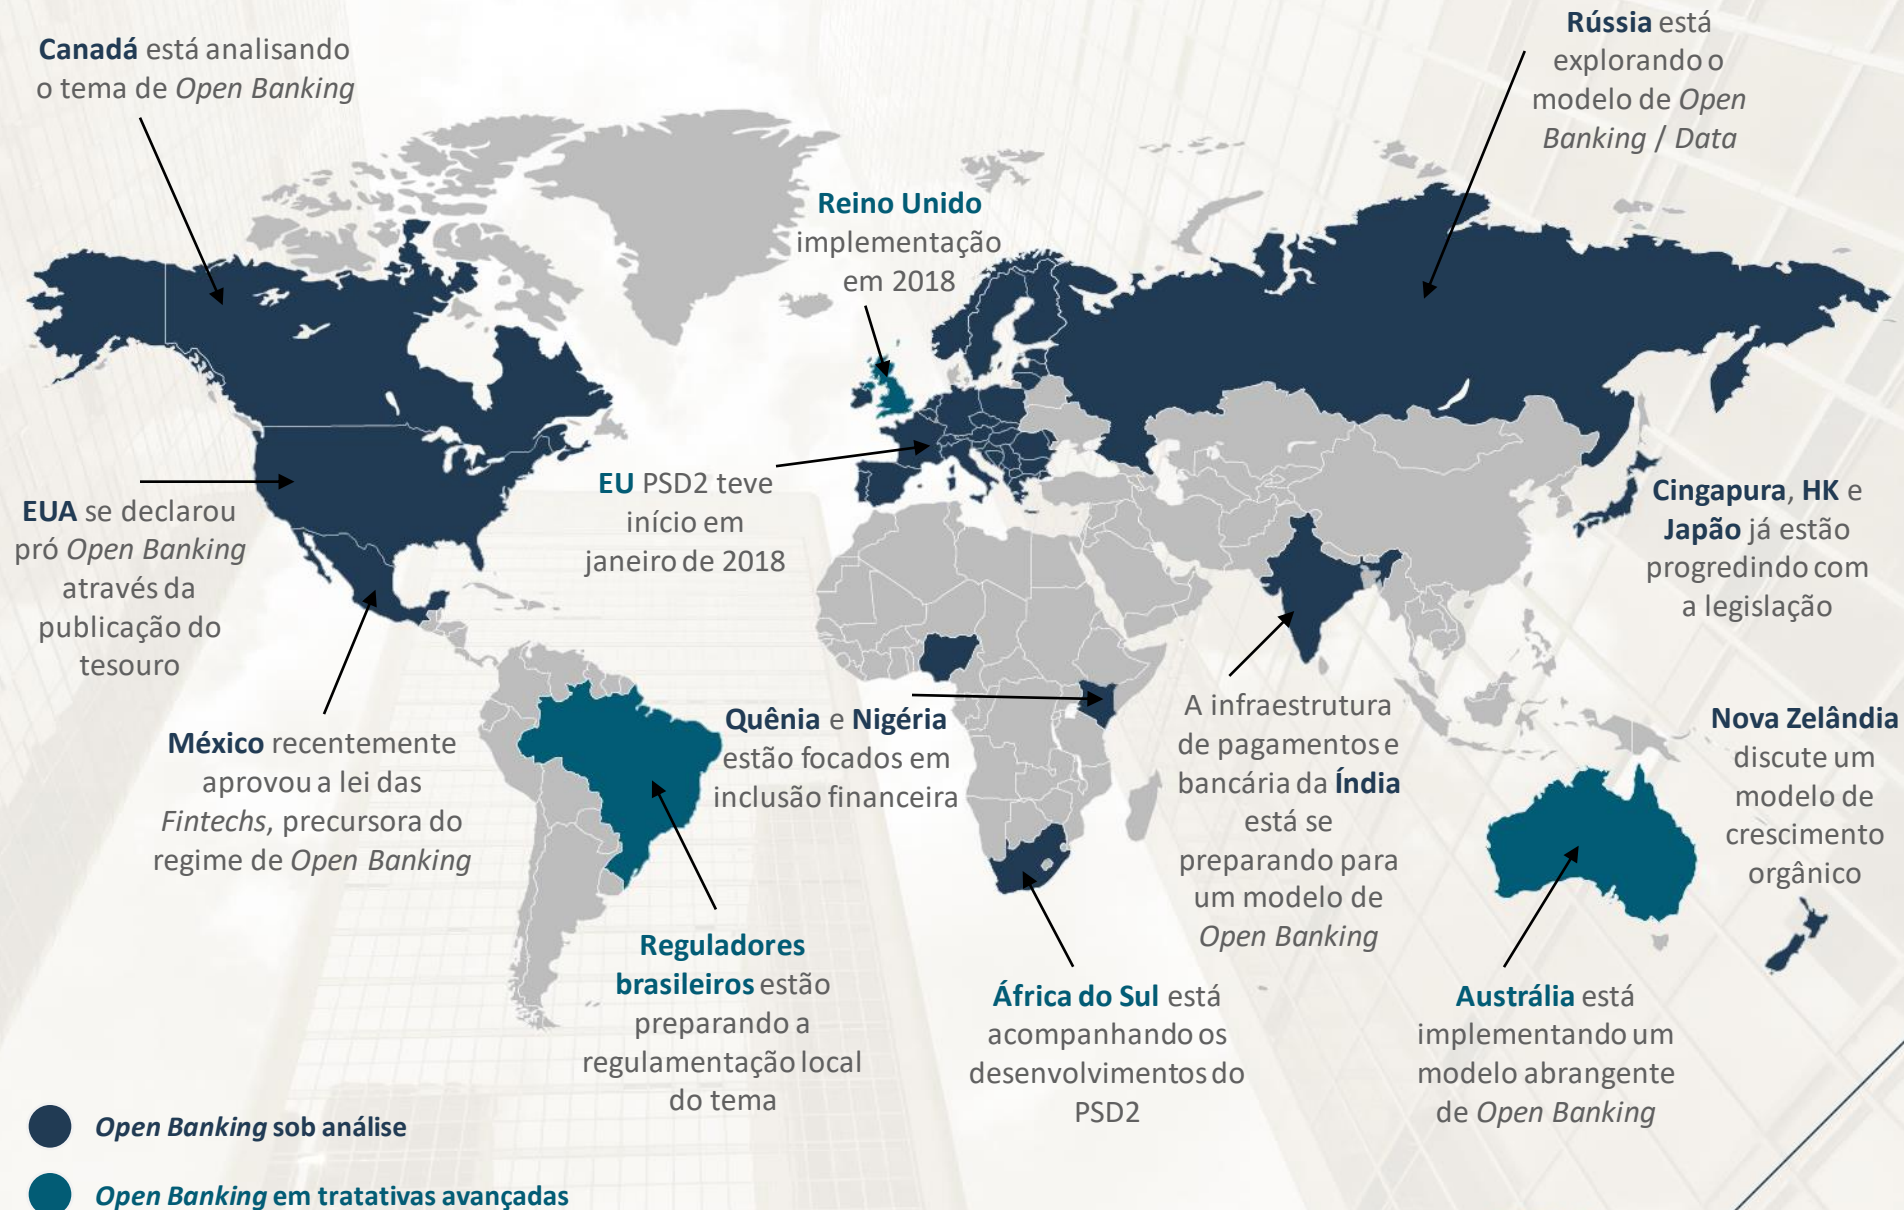 Canadá está analisando
o tema de Open Banking
Rússia está
explorando o
modelo de Open
Banking / Data
Reino Unido
implementação
em 2018
EU PSD2 teve
início em
janeiro de 2018
EUA se declarou
pró Open Banking
através da
publicação do
tesouro
Cingapura, HK e
Japão já estão
progredindo com
a legislação
México recentemente
aprovou a lei das
Fintechs, precursora do
regime de Open Banking
Quênia e Nigéria
estão focados em
inclusão financeira
A infraestrutura
de pagamentos e
bancária da Índia
está se
preparando para
um modelo de
Open Banking
Nova Zelândia
discute um
modelo de
crescimento
orgânico
Reguladores
brasileiros estão
preparando a
regulamentação local
do tema
África do Sul está
acompanhando os
desenvolvimentos do
PSD2
Austrália está
implementando um
modelo abrangente
de Open Banking
Open Banking sob análise
Open Banking em tratativas avançadas